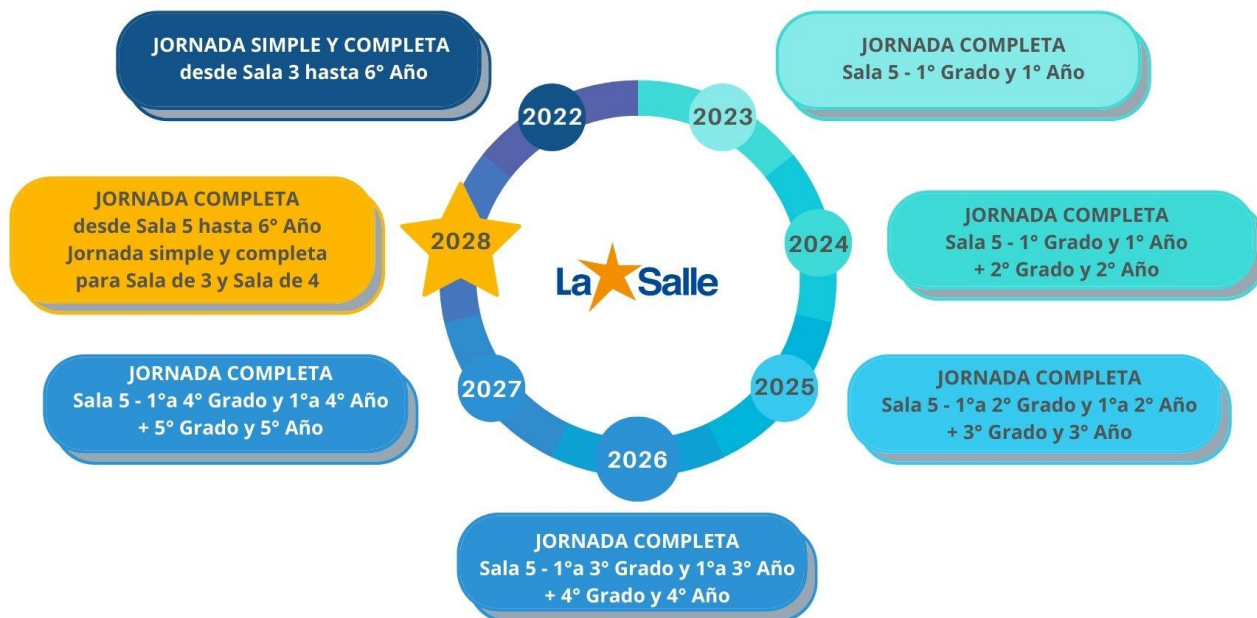 JORNADA SIMPLE Y COMPLETA
desde Sala 3 hasta 6° Año
2022
JORNADA COMPLETA
Sala 5 - 1° Grado y 1° Año
2023
JORNADA COMPLETA
Sala 5 - 1° Grado y 1° Año
+ 2° Grado y 2° Año
2024
JORNADA COMPLETA
Sala 5 - 1°a 2° Grado y 1°a 2° Año
+ 3° Grado y 3° Año
2025
JORNADA COMPLETA
Sala 5 - 1°a 3° Grado y 1°a 3° Año
+ 4° Grado y 4° Año
2026
JORNADA COMPLETA
Sala 5 - 1°a 4° Grado y 1°a 4° Año
+ 5° Grado y 5° Año
2027
JORNADA COMPLETA
desde Sala 5 hasta 6° Año
Jornada simple y completa
para Sala de 3 y Sala de 4
2028
La Salle